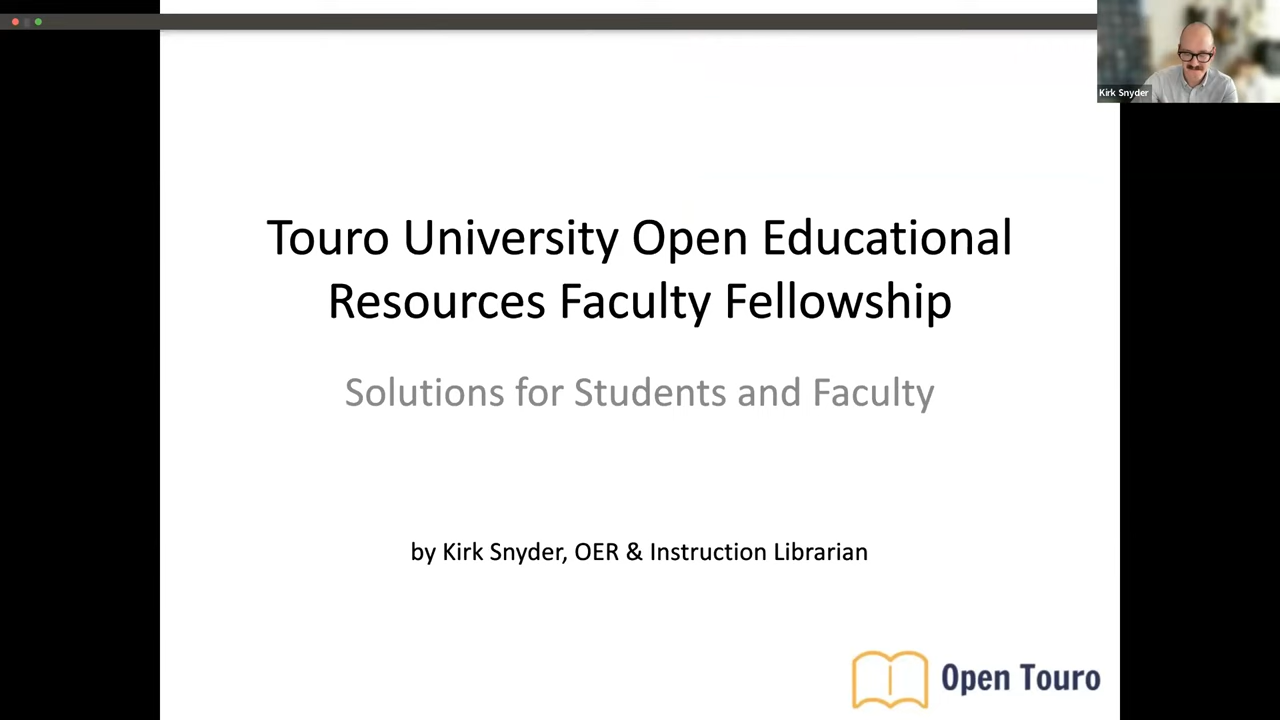 Kirk Snyder
Touro University Open Educational
Resources Faculty Fellowship
Solutions for Students and Faculty
by Kirk Snyder, OER & Instruction Librarian
Open Touro